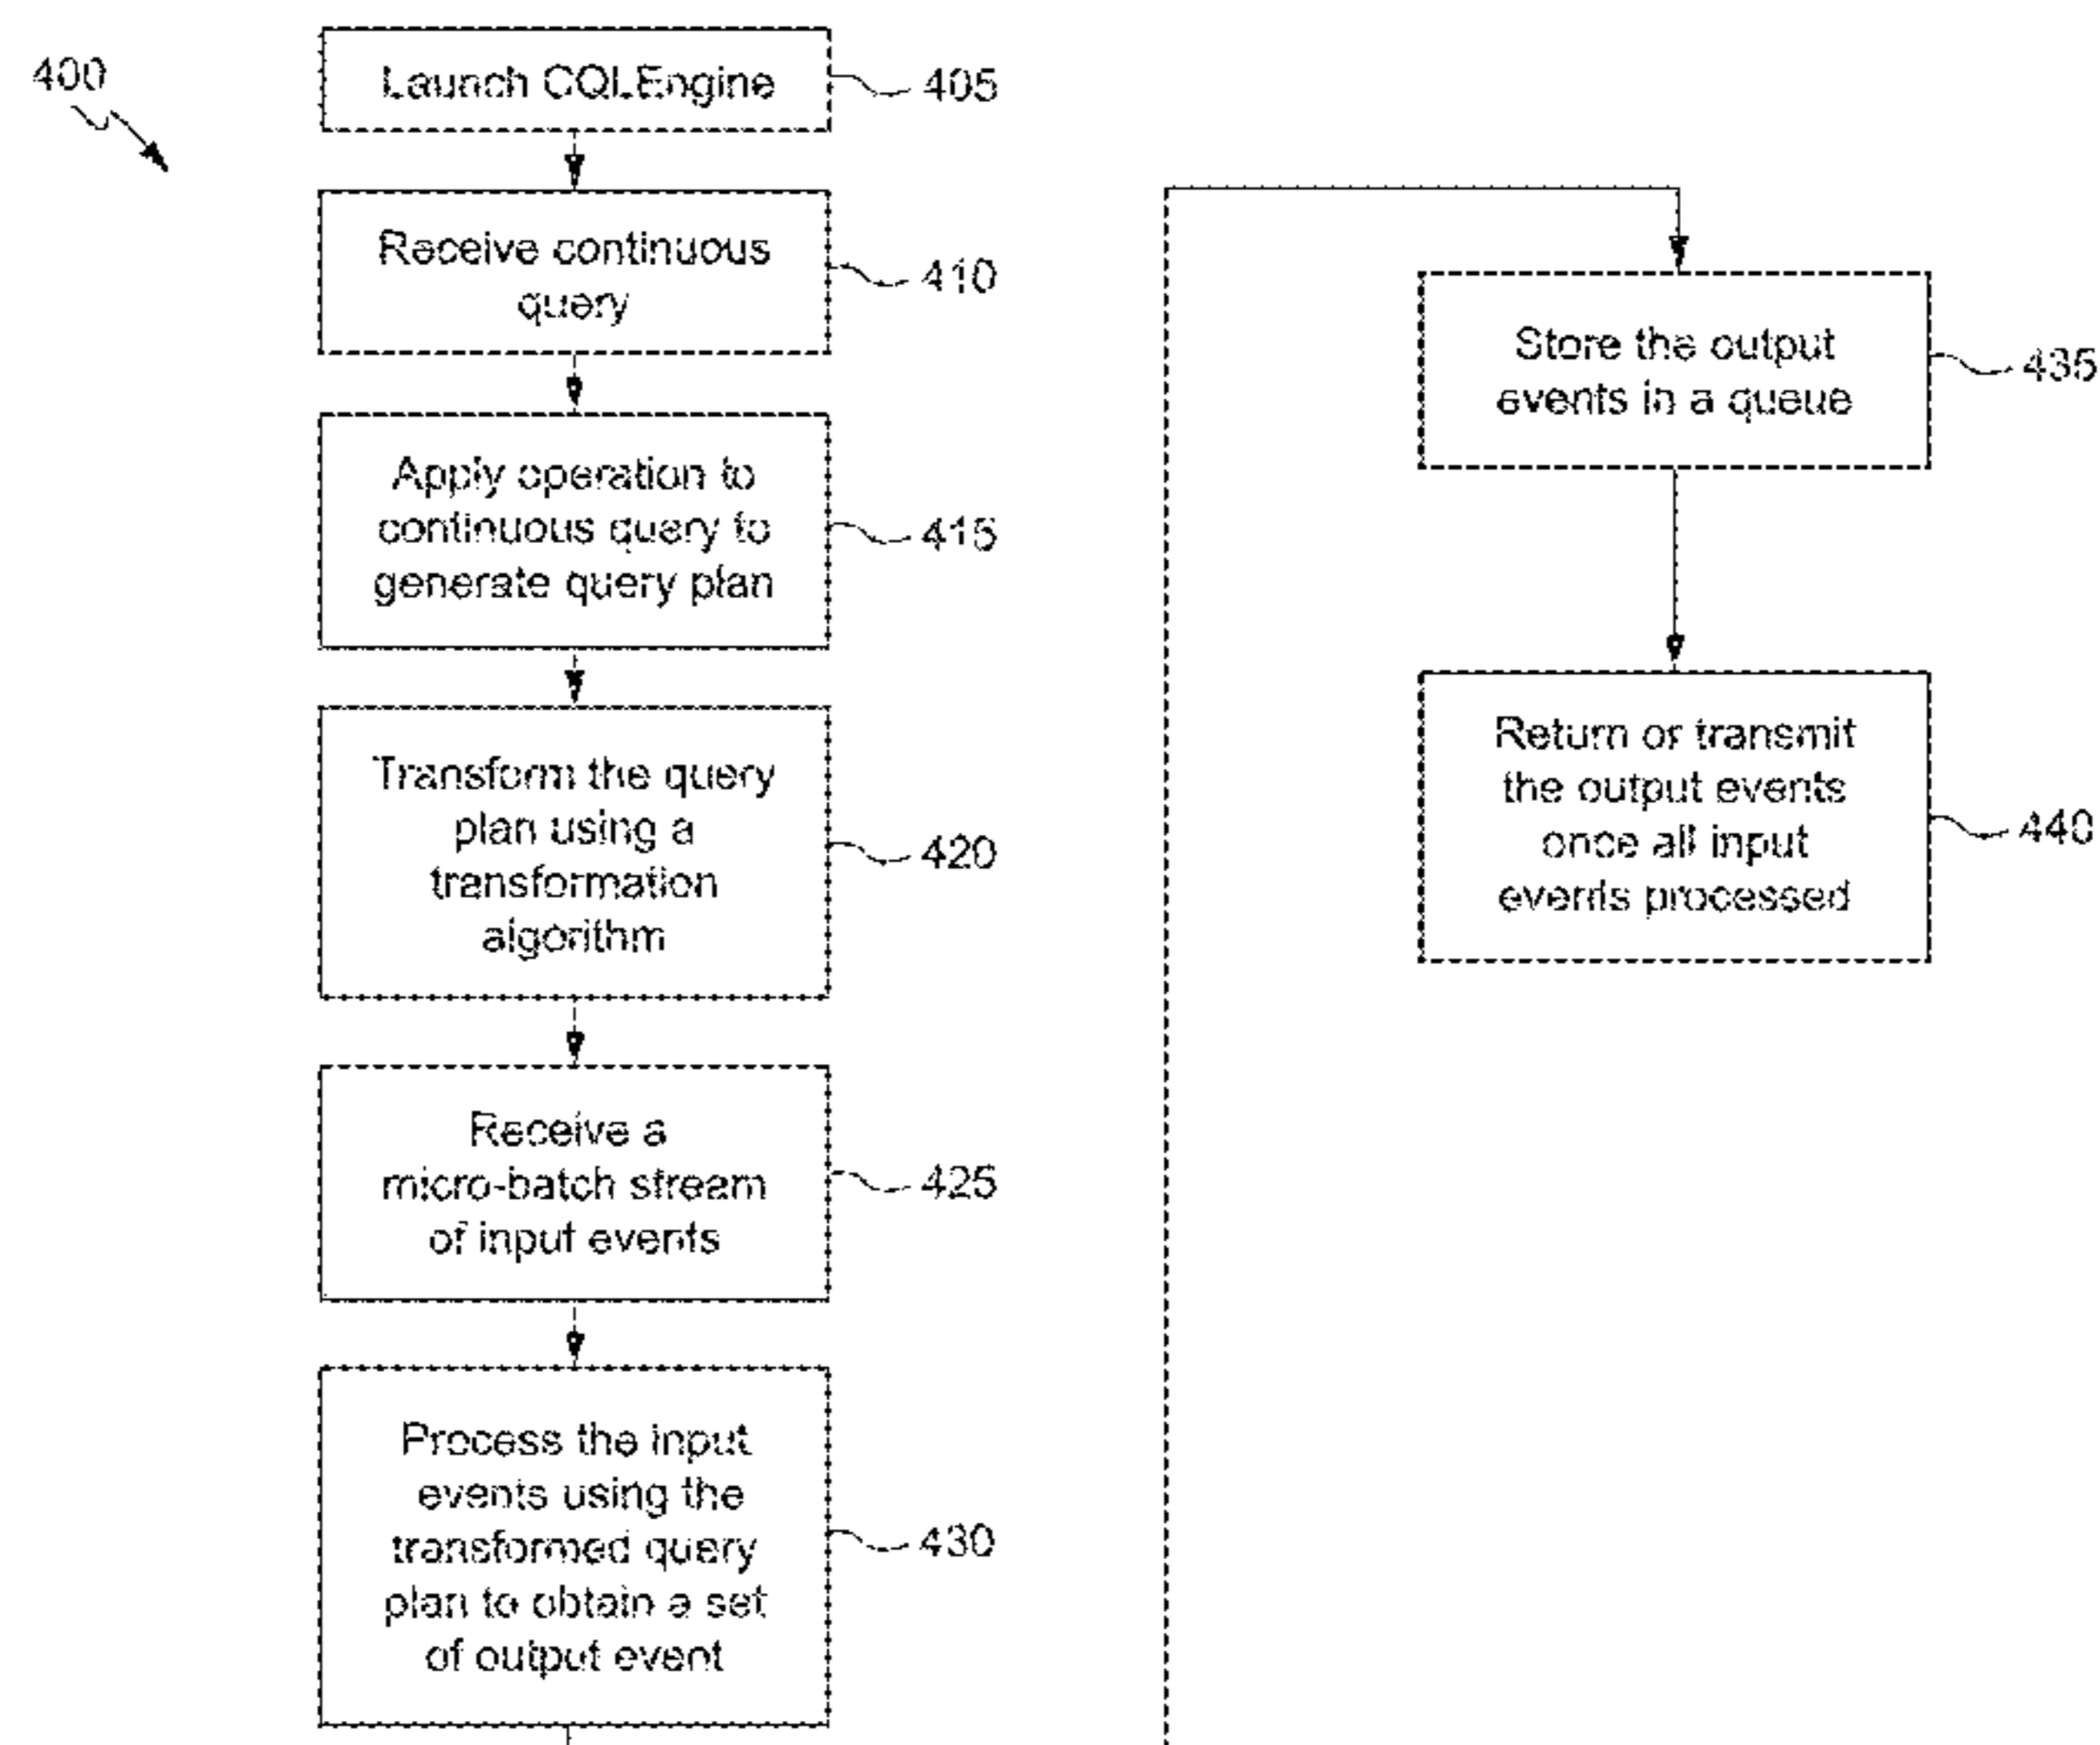 400
Launch CQLEngine
405
Receive continuous
query
410
Apply operation to
continuous query to
generate query plan
415
Transform the query
plan using a
transformation
algorithm
420
Receive a
micro-batch stream
of input events
425
Process the input
events using the
transformed query
plan to obtain a set
of output event
430
Store the output
events in a queue
435
Return or transmit
the output events
once all input
events processed
440